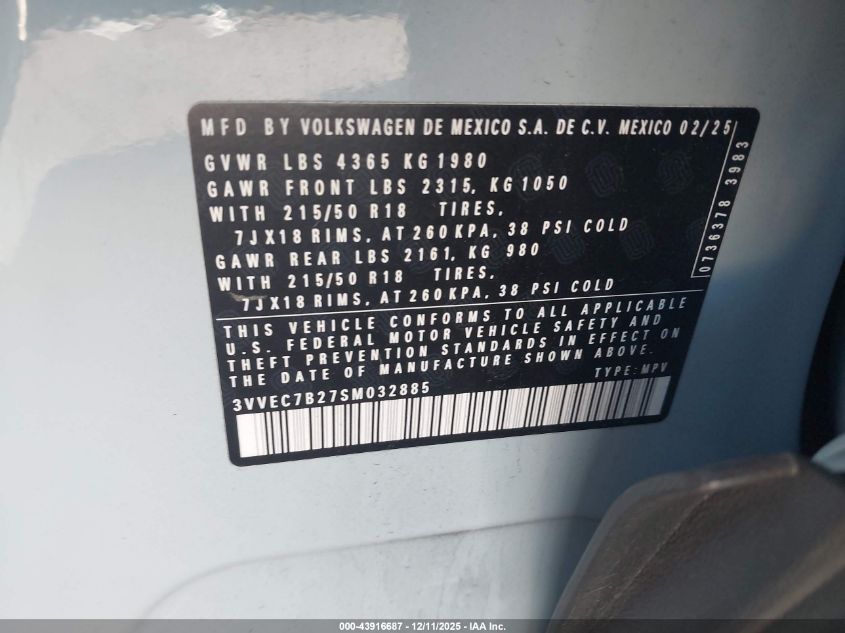 MFD BY VOLKSWAGEN DE MEXICO S.A. DE C.V. MEXICO 02/25
GVWR LBS 4365 KG 1980
GAWR FRONT LBS 2315, KG 1050
WITH 215/50 R18 TIRES,
7JX18 RIMS, AT 260 KPA, 38 PSI COLD
GAWR REAR LBS 2161, KG 980
WITH 215/50 R18 TIRES,
7JX18 RIMS, AT 260 KPA, 38 PSI COLD
THIS VEHICLE CONFORMS TO ALL APPLICABLE
U.S. FEDERAL MOTOR VEHICLE SAFETY AND
THEFT PREVENTION STANDARDS IN EFFECT ON
THE DATE OF MANUFACTURE SHOWN ABOVE.
TYPE: MPV
3VVEC7B27SM032885
0736378 3983
000-43916687 - 12/11/2025 - IAA Inc.